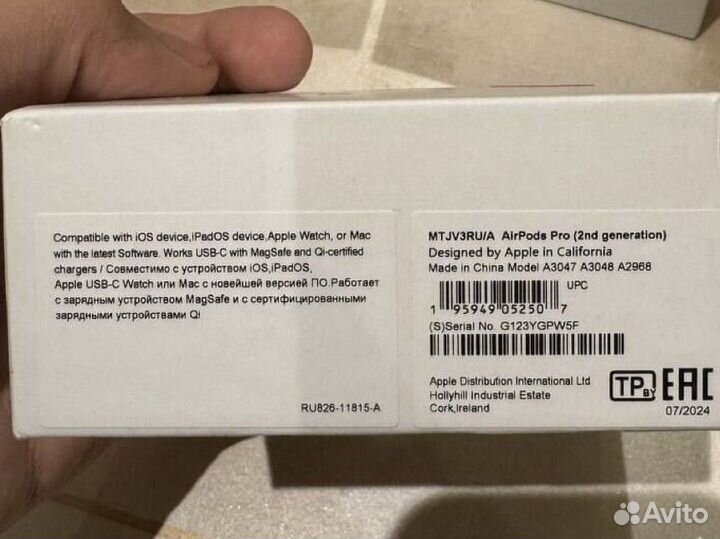 Compatible with iOS device,iPadOS device,Apple Watch, or Mac
with the latest Software. Works USB-C with MagSafe and Qi-certified
chargers / Совместимо с устройством iOS,iPadOS,
Apple USB-C Watch или Mac с новейшей версией ПО Работает
с зарядным устройством MagSafe и с сертифицированными
зарядными устройствами Qi
RU826-11815-A
MTJV3RU/A AirPods Pro (2nd generation)
Designed by Apple in California
Made in China Model A3047 A3048 A2968
UPC
1 95949 05250 7
(S)Serial No. G123YGPW5F
Apple Distribution International Ltd
Hollyhill Industrial Estate
Cork,Ireland
TP BY EAC
07/2024
Avito